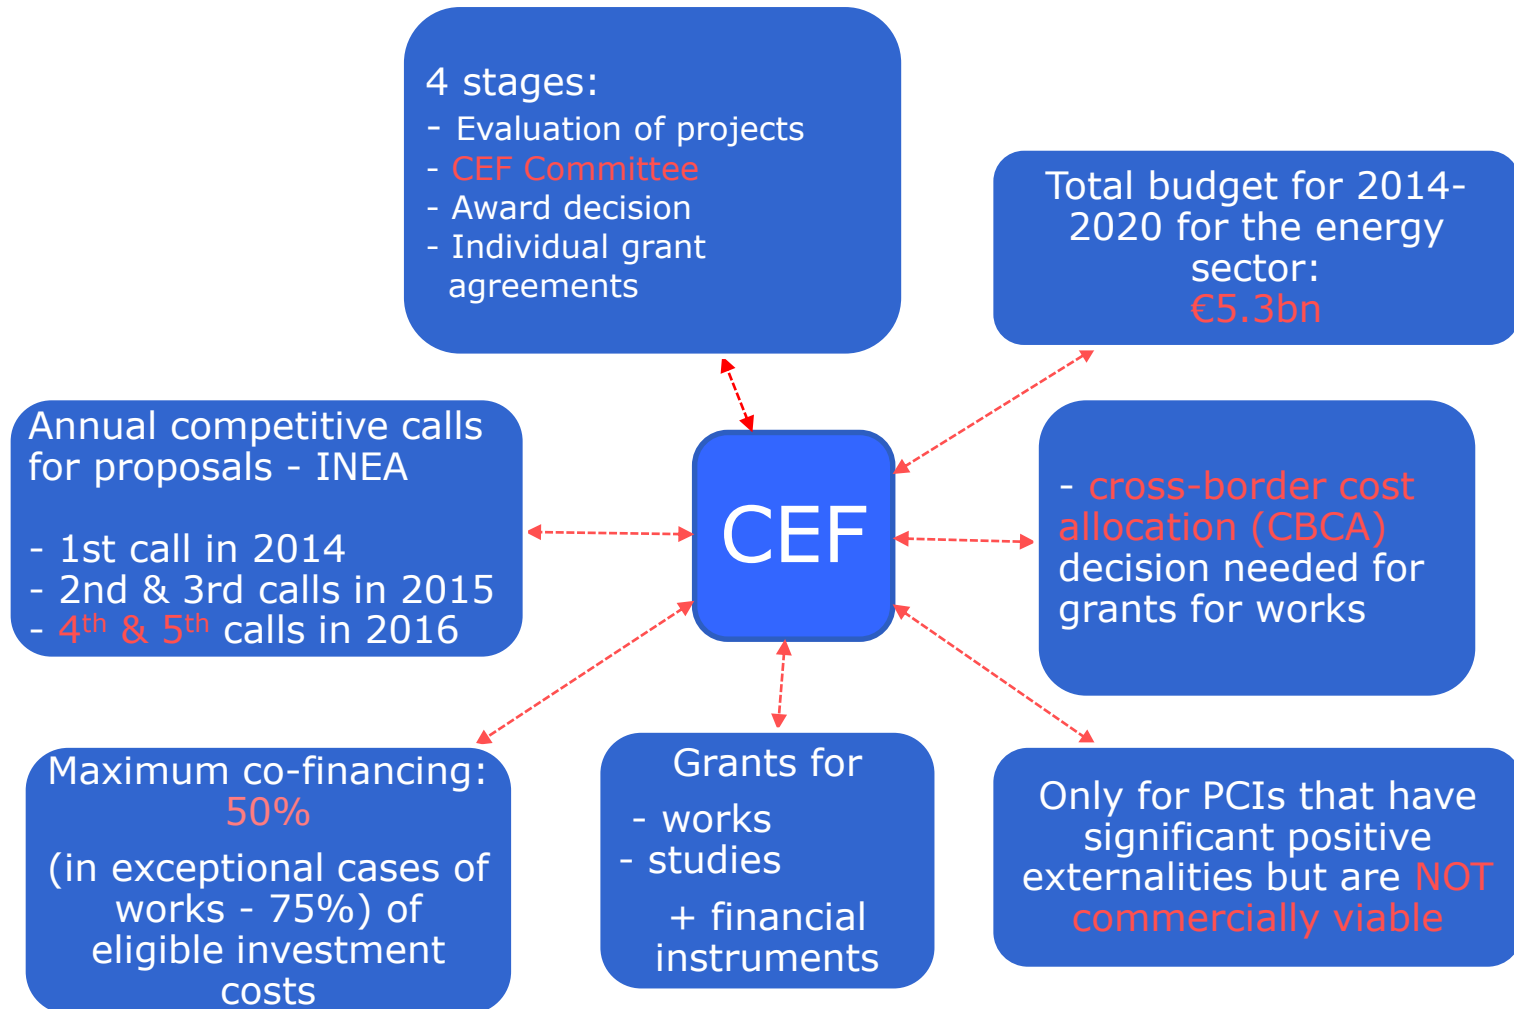 4 stages:
- Evaluation of projects
- CEF Committee
- Award decision
- Individual grant
agreements
Total budget for 2014-
2020 for the energy
sector:
€5.3bn
Annual competitive calls
for proposals - INEA
- 1st call in 2014
- 2nd & 3rd calls in 2015
- 4th & 5th calls in 2016
CEF
- cross-border cost
allocation (CBCA)
decision needed for
grants for works
Maximum co-financing:
50%
(in exceptional cases of
works - 75%) of
eligible investment
costs
Grants for
- works
- studies
+ financial
instruments
Only for PCIs that have
significant positive
externalities but are NOT
commercially viable